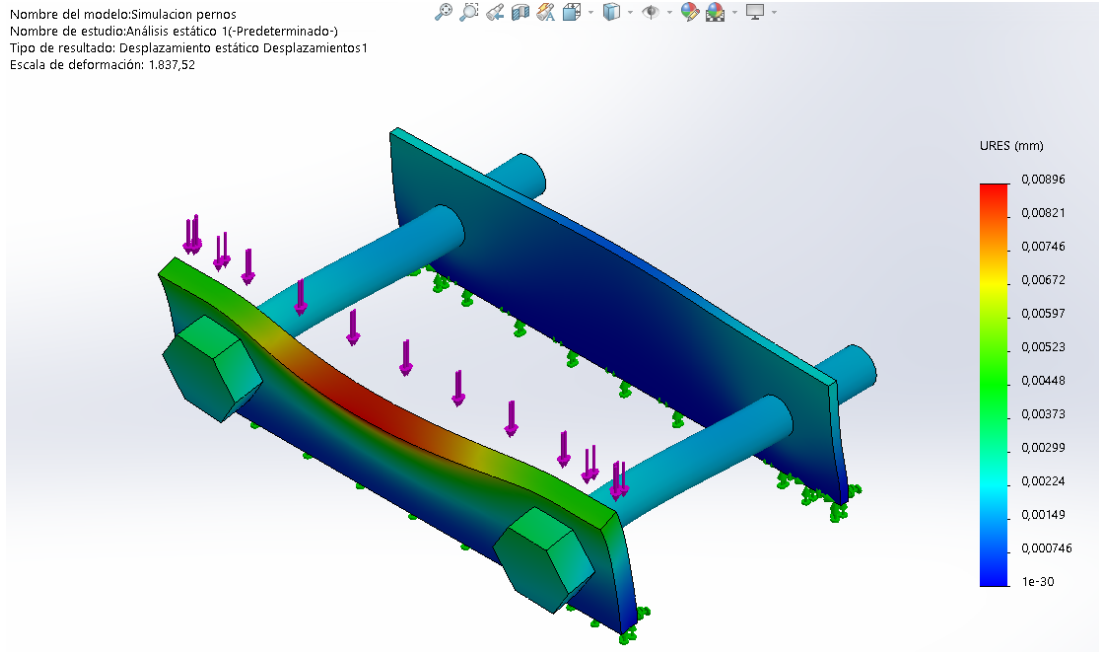 Nombre del modelo:Simulacion pernos
Nombre de estudio:Análisis estático 1(-Predeterminado-)
Tipo de resultado: Desplazamiento estático Desplazamientos1
Escala de deformación: 1.837,52
URES (mm)
0,00896
0,00821
0,00746
0,00672
0,00597
0,00523
0,00448
0,00373
0,00299
0,00224
0,00149
0,000746
1e-30